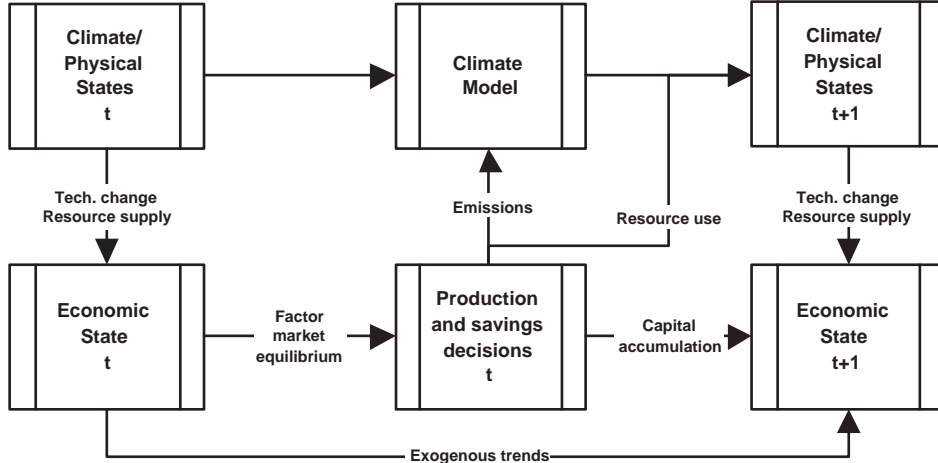 Climate/
Physical
States
t
Climate
Model
Climate/
Physical
States
t+1
Tech. change
Resource supply
Emissions
Resource use
Tech. change
Resource supply
Economic
State
t
Factor
market
equilibrium
Production
and savings
decisions
t
Capital
accumulation
Economic
State
t+1
Exogenous trends